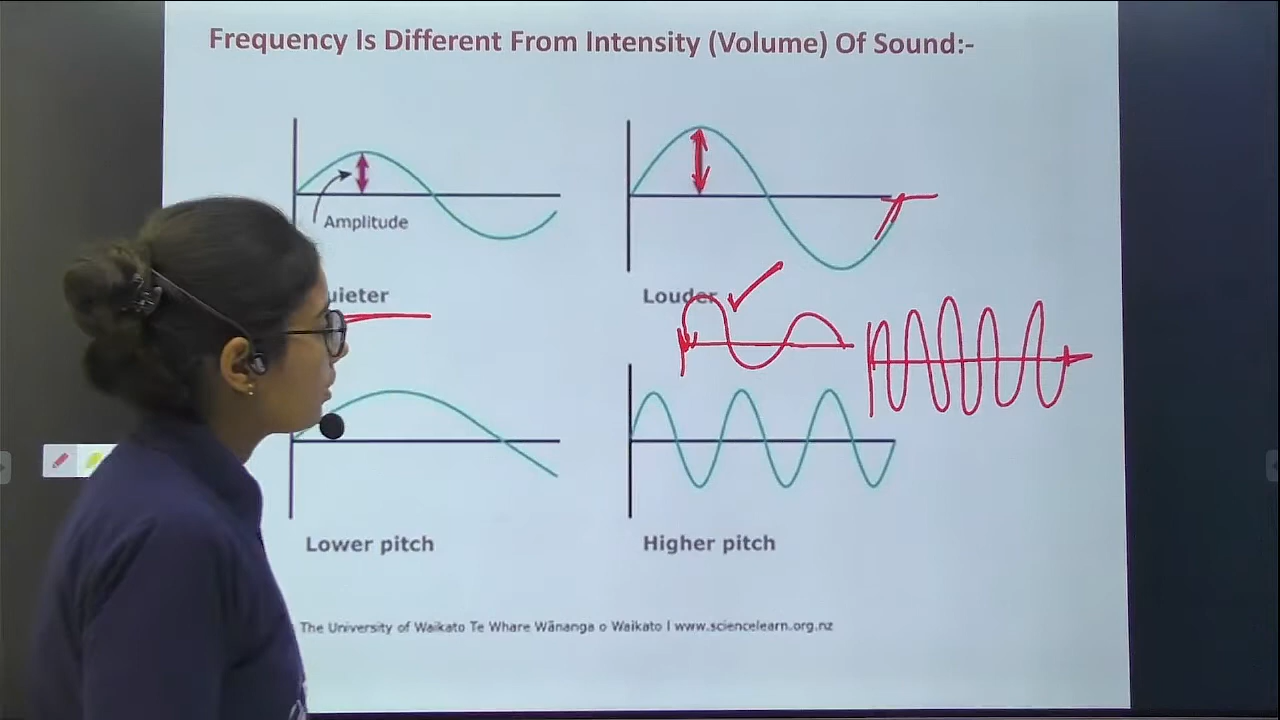 Frequency Is Different From Intensity (Volume) Of Sound:-
Amplitude
Louder
Lower pitch
Higher pitch
The University of Waikato Te Whare Wānanga o Waikato I www.sciencelearn.org.nz